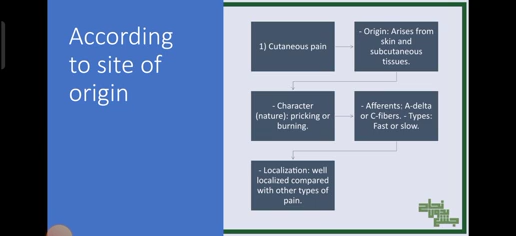 According
to site of
origin
1) Cutaneous pain
- Origin: Arises from
skin and
subcutaneous
tissues.
- Character
(nature): pricking or
burning.
- Afferents: A-delta
or C-fibers. - Types:
Fast or slow.
- Localization: well
localized compared
with other types of
pain.